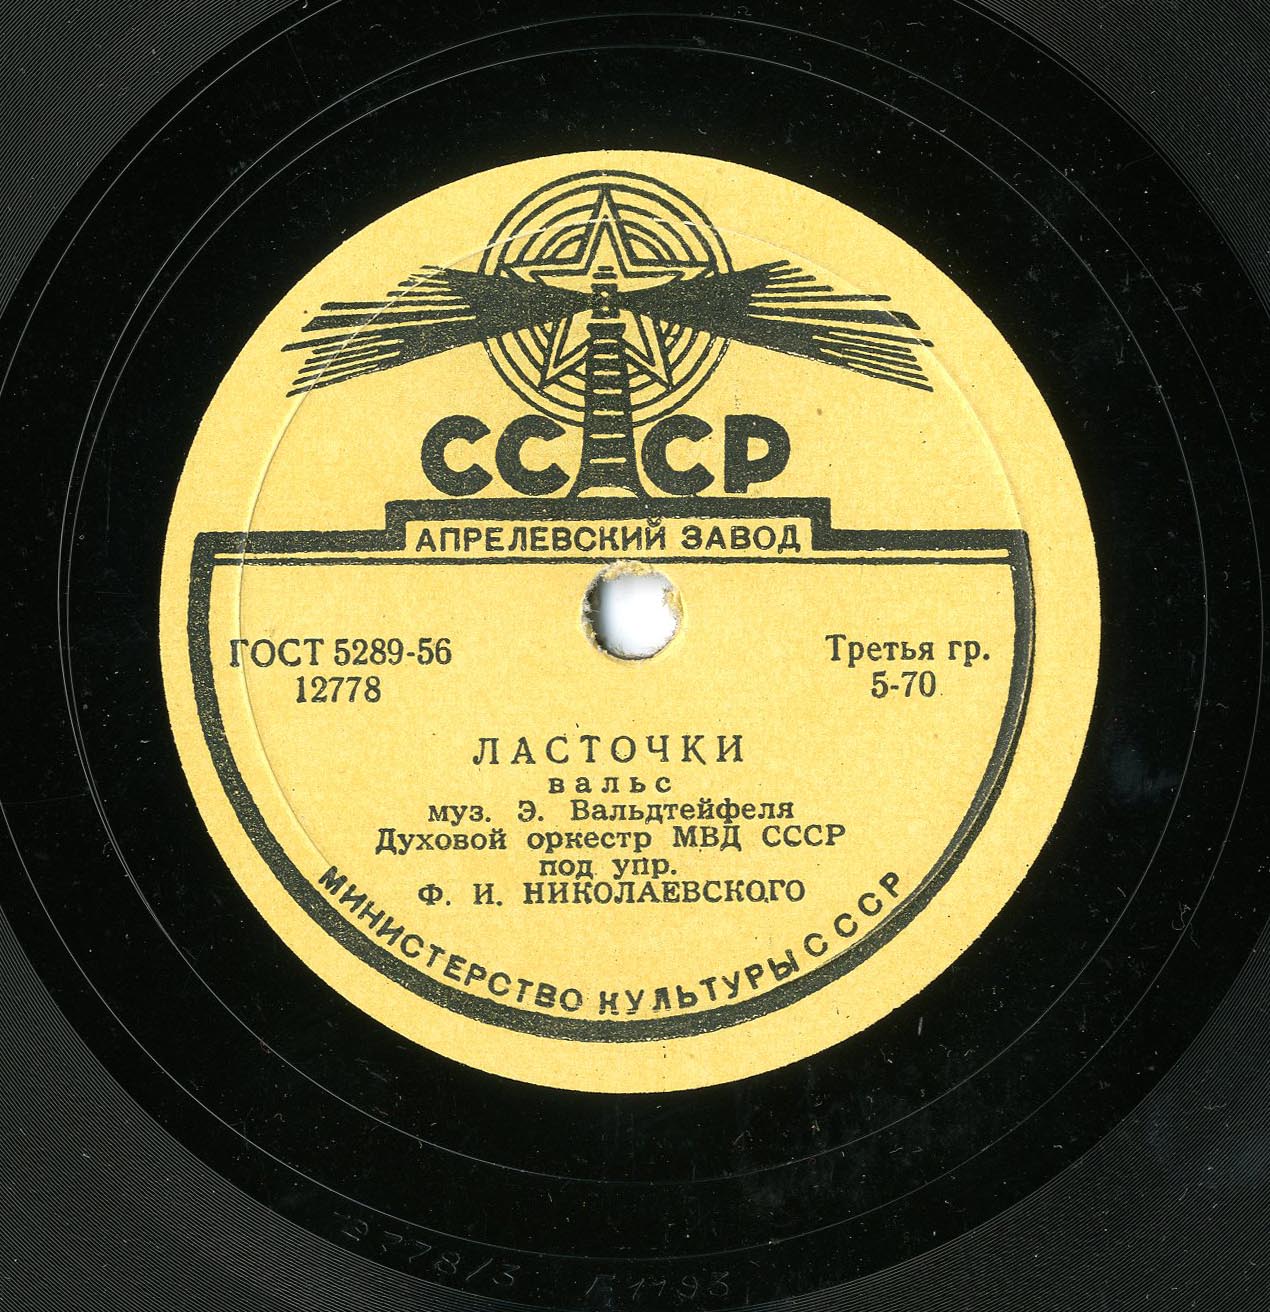 СССР
АПРЕЛЕВСКИЙ ЗАВОД
ГОСТ 5289-56
12778
Третья гр.
5-70
ЛАСТОЧКИ
вальс
муз. Э. Вальдтейфеля
Духовой оркестр МВД СССР
под упр.
Ф. И. НИКОЛАЕВСКОГО
МИНИСТЕРСТВО КУЛЬТУРЫ СССР